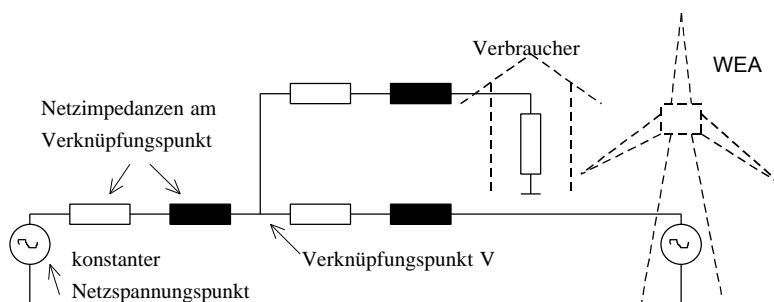 Verbraucher
WEA
Netzimpedanzen am
Verknüpfungspunkt
konstanter
Netzspannungspunkt
Verknüpfungspunkt V